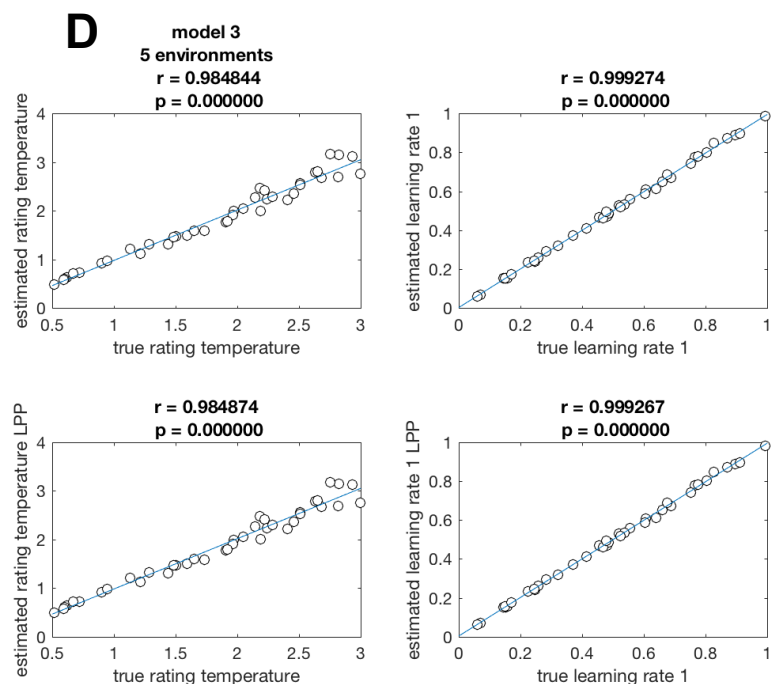 D
model 3
5 environments
r = 0.984844
p = 0.000000
estimated rating temperature
4
3
2
1
0
0.5 1 1.5 2 2.5 3
true rating temperature
r = 0.999274
p = 0.000000
estimated learning rate 1
1
0.8
0.6
0.4
0.2
0
0 0.2 0.4 0.6 0.8 1
true learning rate 1
r = 0.984874
p = 0.000000
estimated rating temperature LPP
4
3
2
1
0
0.5 1 1.5 2 2.5 3
true rating temperature
r = 0.999267
p = 0.000000
estimated learning rate 1 LPP
1
0.8
0.6
0.4
0.2
0
0 0.2 0.4 0.6 0.8 1
true learning rate 1